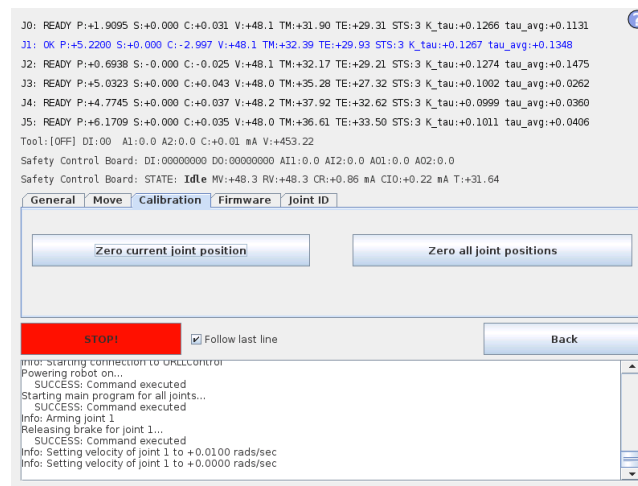 J0: READY P:+1.9095 S:+0.000 C:+0.031 V:+48.1 TM:+31.90 TE:+29.31 STS:3 K_tau:+0.1266 tau_avg:+0.1131
J1: OK P:+5.2200 S:+0.000 C:-2.997 V:+48.1 TM:+32.39 TE:+29.93 STS:3 K_tau:+0.1267 tau_avg:+0.1348
J2: READY P:+0.6938 S:-0.000 C:-0.025 V:+48.1 TM:+32.17 TE:+29.21 STS:3 K_tau:+0.1274 tau_avg:+0.1475
J3: READY P:+5.0323 S:+0.000 C:+0.043 V:+48.0 TM:+35.28 TE:+27.32 STS:3 K_tau:+0.1002 tau_avg:+0.0262
J4: READY P:+4.7745 S:+0.000 C:+0.037 V:+48.2 TM:+37.92 TE:+32.62 STS:3 K_tau:+0.0999 tau_avg:+0.0360
J5: READY P:+6.1709 S:+0.000 C:+0.035 V:+48.0 TM:+36.61 TE:+33.50 STS:3 K_tau:+0.1011 tau_avg:+0.0406
Tool:[OFF] DI:00 A1:0.0 A2:0.0 C:+0.01 mA V:+453.22
Safety Control Board: DI:00000000 DO:00000000 AI1:0.0 AI2:0.0 AO1:0.0 AO2:0.0
Safety Control Board: STATE: Idle MV:+48.3 RV:+48.3 CR:+0.86 mA CIO:+0.22 mA T:+31.64
General Move Calibration Firmware Joint ID
Zero current joint position Zero all joint positions
STOP! Follow last line Back
Info: Starting connection to URLLControl
Powering robot on...
SUCCESS: Command executed
Starting main program for all joints...
SUCCESS: Command executed
Info: Arming joint 1
Releasing brake for joint 1...
SUCCESS: Command executed
Info: Setting velocity of joint 1 to +0.0100 rads/sec
Info: Setting velocity of joint 1 to +0.0000 rads/sec